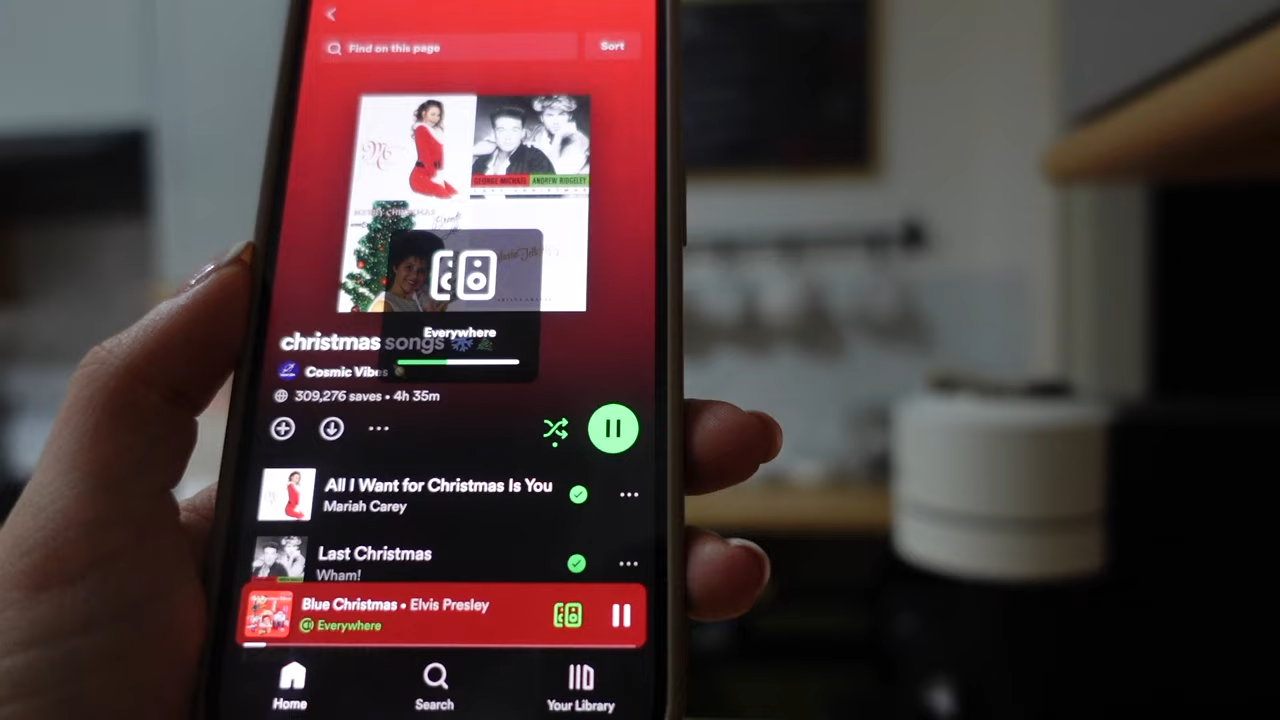 Find on this page
Sort
GEORGE MICHAEL
ANDREW RIDGELEY
Everywhere
christmas songs
Cosmic Vibes
309,276 saves • 4h 35m
All I Want for Christmas Is You
Mariah Carey
Last Christmas
Wham!
Blue Christmas • Elvis Presley
Everywhere
Home
Search
Your Library